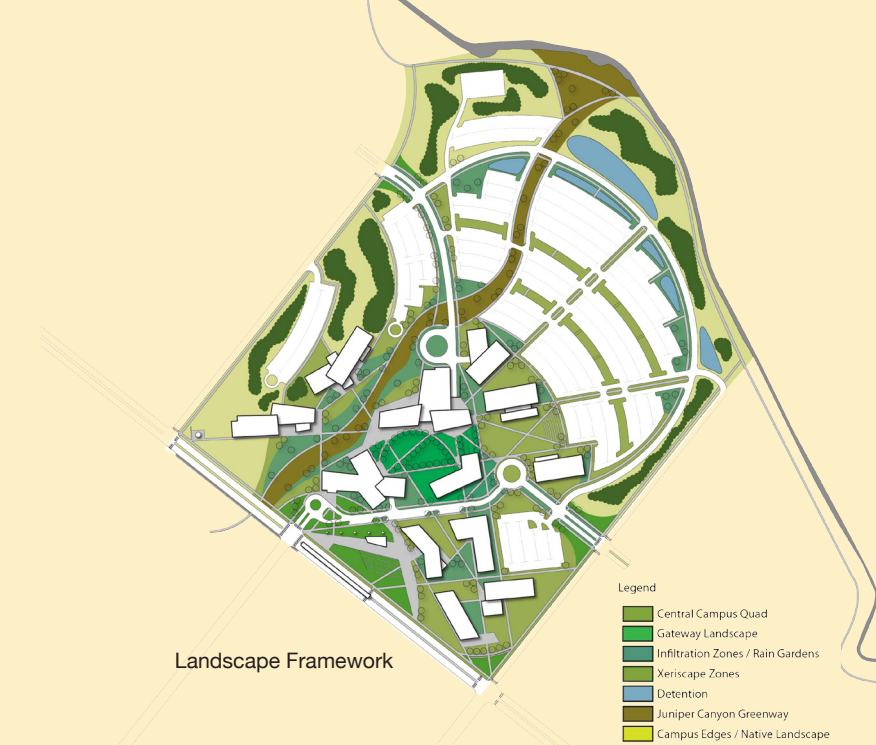 Landscape Framework
Legend
Central Campus Quad
Gateway Landscape
Infiltration Zones / Rain Gardens
Xeriscape Zones
Detention
Juniper Canyon Greenway
Campus Edges / Native Landscape